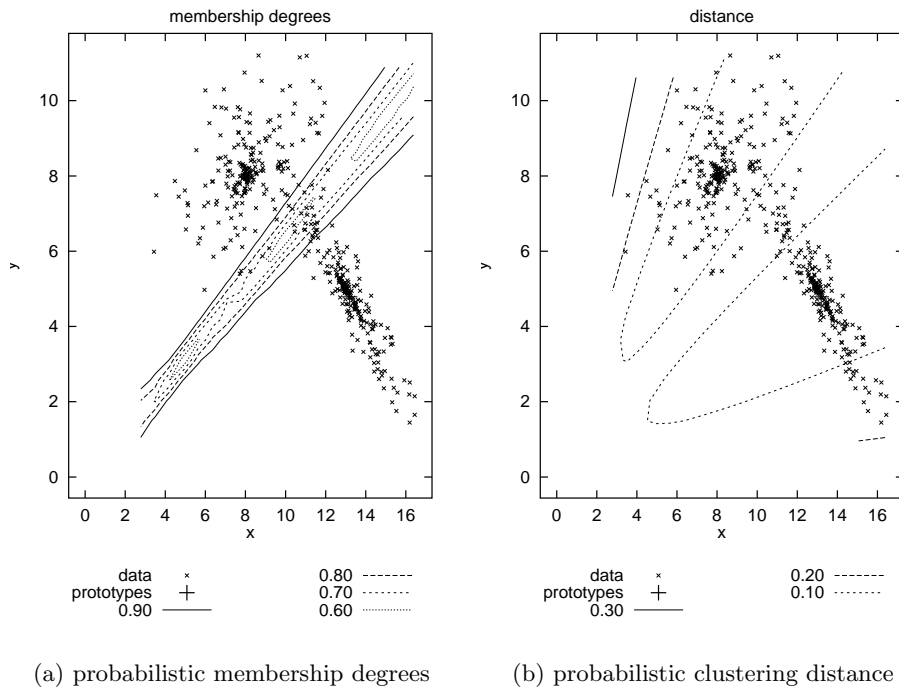 membership degrees
10
8
6
4
2
0
y
0 2 4 6 8 10 12 14 16
x
data
prototypes
0.90
0.80
0.70
0.60
(a) probabilistic membership degrees
distance
10
8
6
4
2
0
y
0 2 4 6 8 10 12 14 16
x
data
prototypes
0.30
0.20
0.10
(b) probabilistic clustering distance